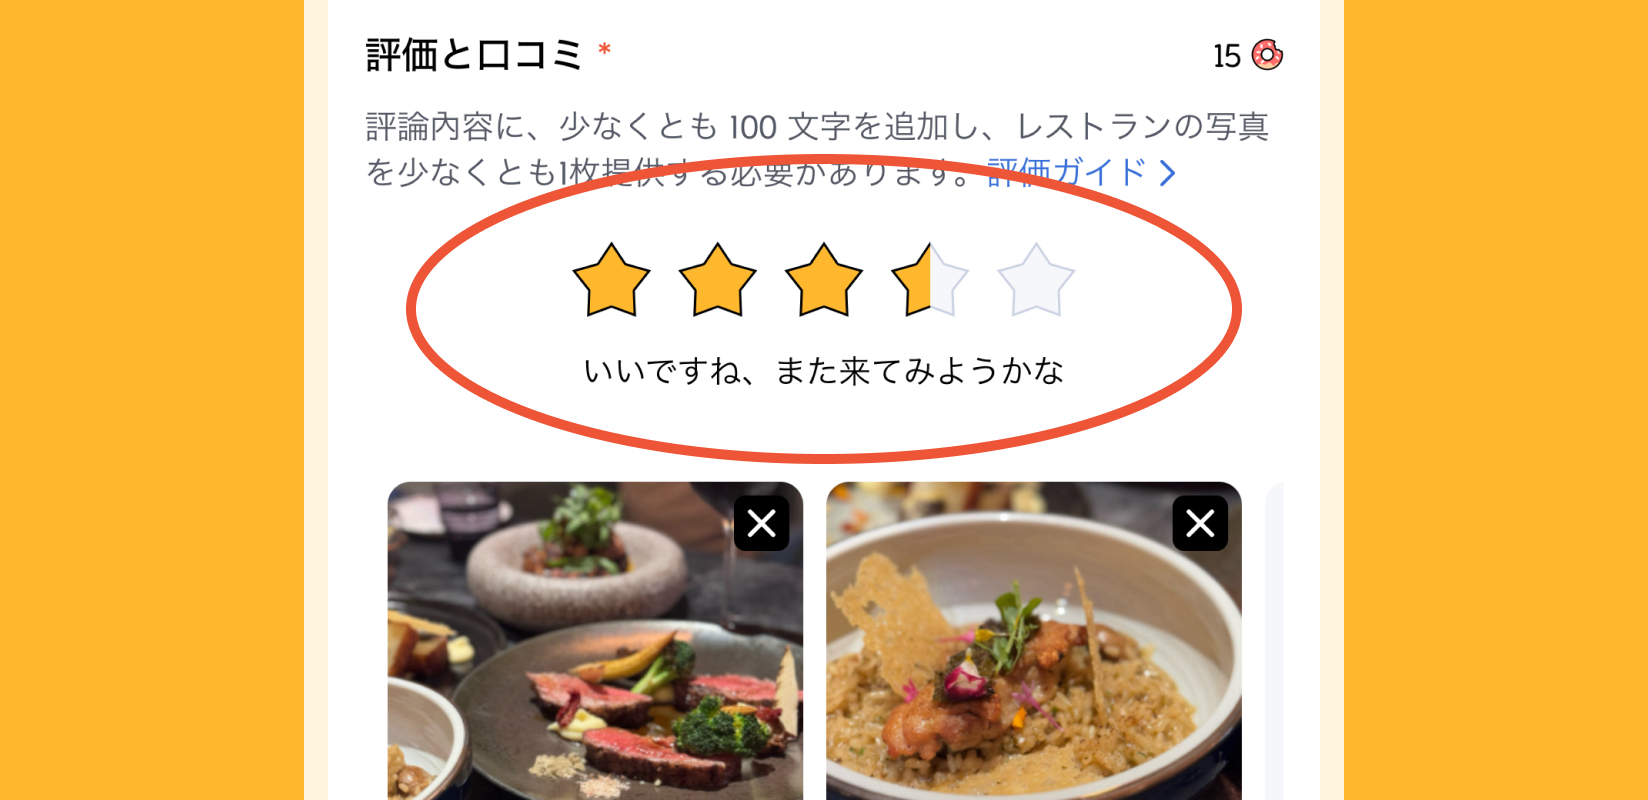 評価と口コミ *
15
評論内容に、少なくとも 100 文字を追加し、レストランの写真
を少なくとも1枚提供する必要があります。評価ガイド >
いいですね、また来てみようかな